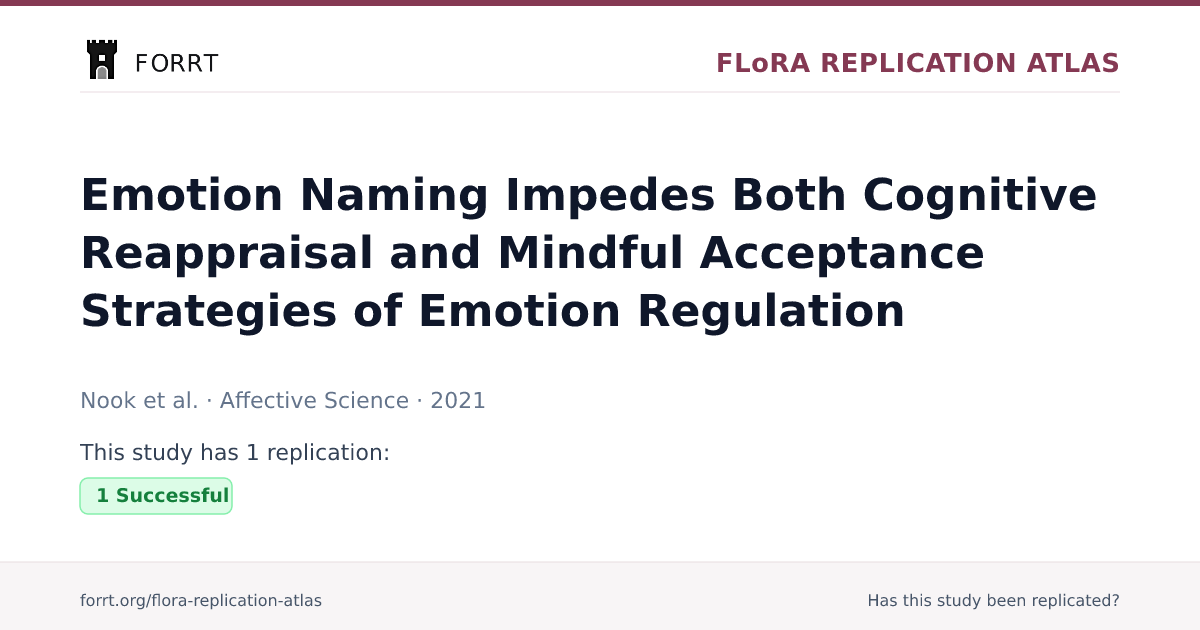 FORRT
FLoRA REPLICATION ATLAS
Emotion Naming Impedes Both Cognitive
Reappraisal and Mindful Acceptance
Strategies of Emotion Regulation
Nook et al. · Affective Science · 2021
This study has 1 replication:
1 Successful
forrt.org/flora-replication-atlas
Has this study been replicated?